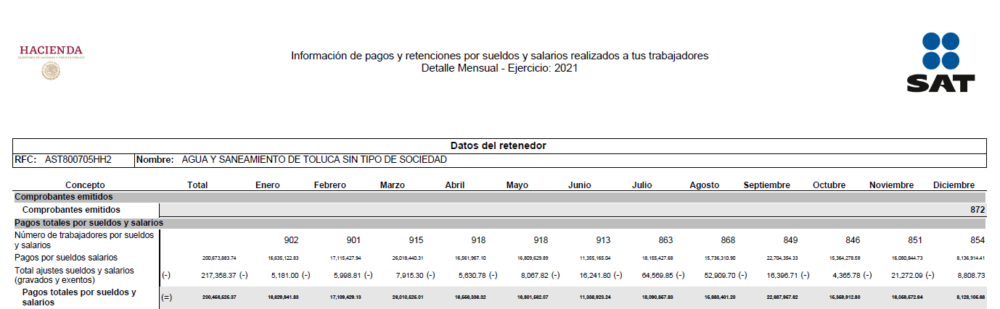 HACIENDA
SECRETARÍA DE HACIENDA Y CRÉDITO PÚBLICO
Información de pagos y retenciones por sueldos y salarios realizados a tus trabajadores
Detalle Mensual - Ejercicio: 2021
SAT
Datos del retenedor
RFC: AST800705HH2 Nombre: AGUA Y SANEAMIENTO DE TOLUCA SIN TIPO DE SOCIEDAD
Concepto Total Enero Febrero Marzo Abril Mayo Junio Julio Agosto Septiembre Octubre Noviembre Diciembre
Comprobantes emitidos
Comprobantes emitidos 872
Pagos totales por sueldos y salarios
Número de trabajadores por sueldos
y salarios 902 901 915 918 918 913 863 868 849 846 851 854
Pagos por sueldos salarios 200,673,883.74 16,635,122.83 17,115,427.94 26,018,440.31 16,561,967.10 16,809,629.89 11,355,165.04 18,155,427.68 15,736,310.90 22,704,354.33 15,364,278.58 16,080,844.73 8,136,914.41
Total ajustes sueldos y salarios
(gravados y exentos) (-) 217,358.37 (-) 5,181.00 (-) 5,998.81 (-) 7,915.30 (-) 5,630.78 (-) 8,067.82 (-) 16,241.80 (-) 64,569.85 (-) 52,909.70 (-) 16,396.71 (-) 4,365.78 (-) 21,272.09 (-) 8,808.73
Pagos totales por sueldos y
salarios (=) 200,456,525.37 16,629,941.83 17,109,429.13 26,010,525.01 16,556,336.32 16,801,562.07 11,338,923.24 18,090,857.83 15,683,401.20 22,687,957.62 15,359,912.80 16,059,572.64 8,128,105.68